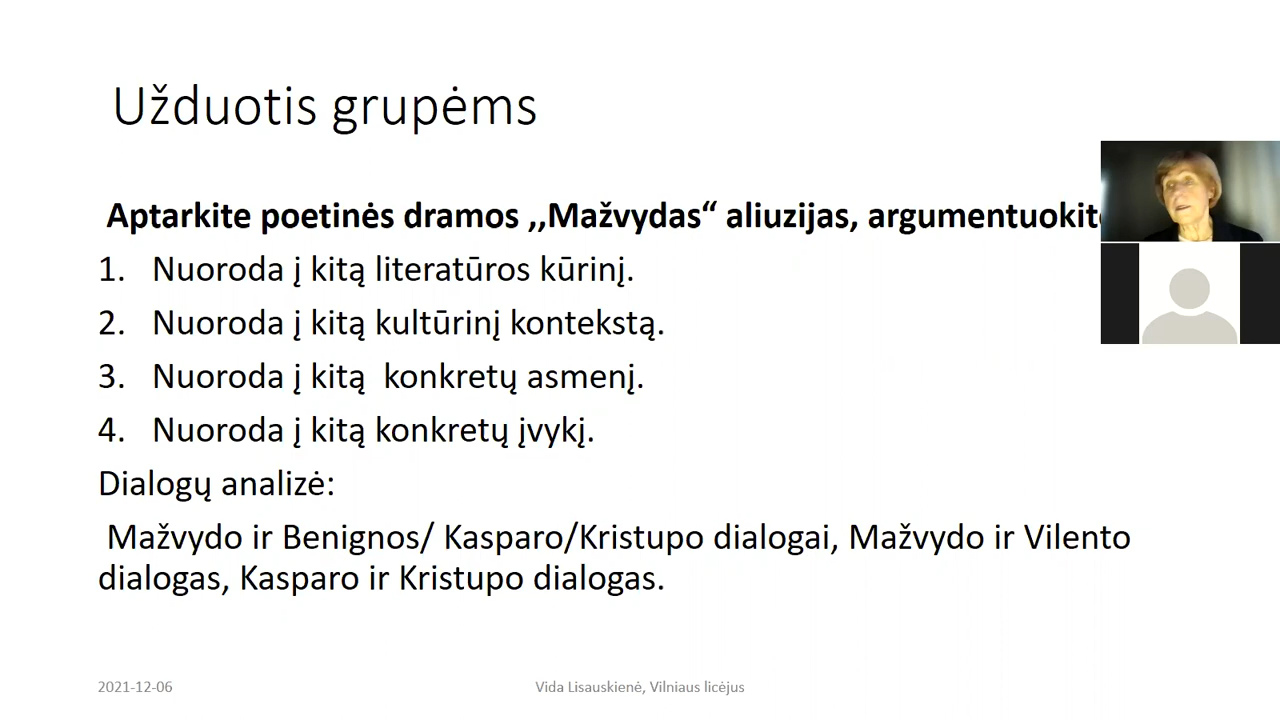 Užduotis grupėms
Aptarkite poetinės dramos ,,Mažvydas“ aliuzijas, argumentuokite
1. Nuoroda į kitą literatūros kūrinį.
2. Nuoroda į kitą kultūrinį kontekstą.
3. Nuoroda į kitą konkretų asmenį.
4. Nuoroda į kitą konkretų įvykį.
Dialogų analizė:
Mažvydo ir Benignos/ Kasparo/Kristupo dialogai, Mažvydo ir Vilento
dialogas, Kasparo ir Kristupo dialogas.
2021-12-06
Vida Lisauskienė, Vilniaus licėjus